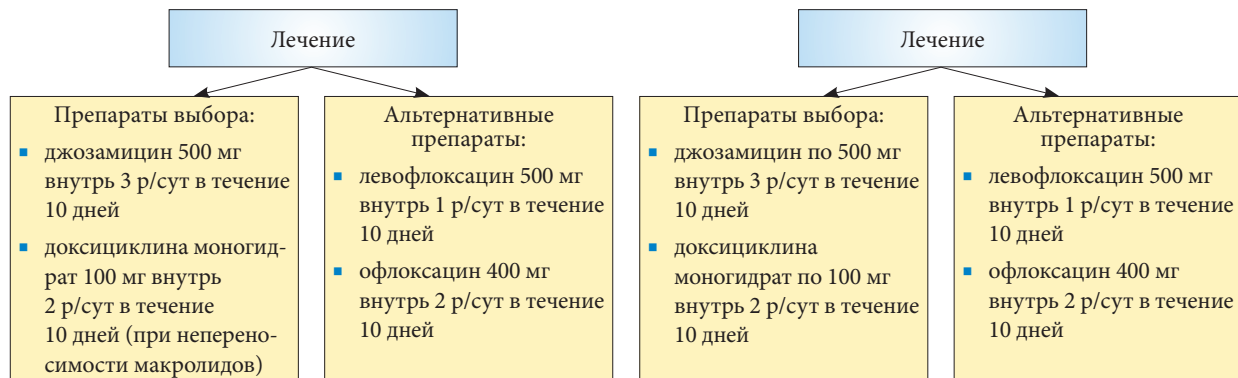 Лечение
Препараты выбора:
джозамицин 500 мг
внутрь 3 р/сут в течение
10 дней
доксициклина моногид-
рат 100 мг внутрь
2 р/сут в течение
10 дней (при неперено-
симости макролидов)
Альтернативные
препараты:
левофлоксацин 500 мг
внутрь 1 р/сут в течение
10 дней
офлоксацин 400 мг
внутрь 2 р/сут в течение
10 дней
Лечение
Препараты выбора:
джозамицин по 500 мг
внутрь 3 р/сут в течение
10 дней
доксициклина
моногидрат по 100 мг
внутрь 2 р/сут в течение
10 дней
Альтернативные
препараты:
левофлоксацин 500 мг
внутрь 1 р/сут в течение
10 дней
офлоксацин 400 мг
внутрь 2 р/сут в течение
10 дней